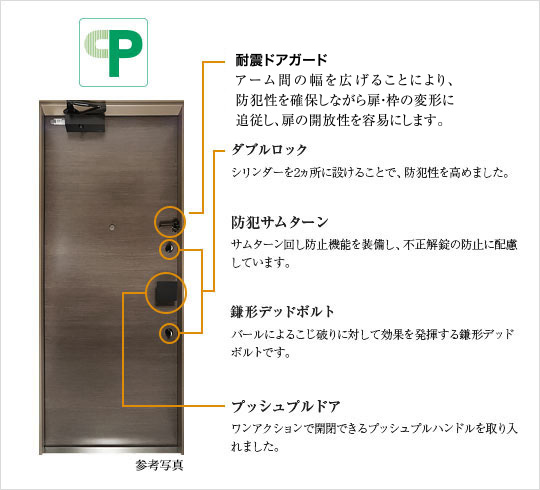 CP
耐震ドアガード
アーム間の幅を広げることにより、
防犯性を確保しながら扉・枠の変形に
追従し、扉の開放性を容易にします。
ダブルロック
シリンダーを2ヵ所に設けることで、防犯性を高めました。
防犯サムターン
サムターン回し防止機能を装備し、不正解錠の防止に配慮
しています。
鎌形デッドボルト
バールによるこじ破りに対して効果を発揮する鎌形デッド
ボルトです。
プッシュプルドア
ワンアクションで開閉できるプッシュプルハンドルを取り入
れました。
参考写真